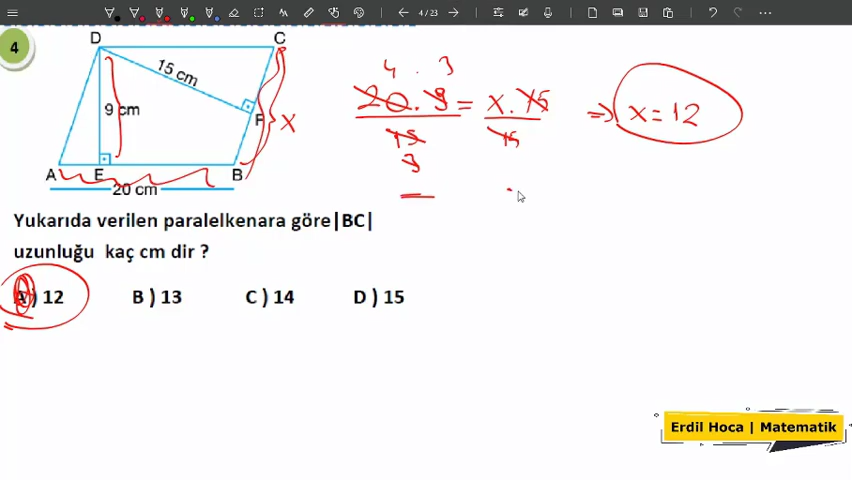 4 / 23
4
D
C
15 cm
9 cm
F
X
A
E
B
20 cm
4 . 3
20 . 9 = x . 15
15
15
3
=> x = 12
Yukarıda verilen paralelkenara göre|BC|
uzunluğu kaç cm dir ?
A ) 12
B ) 13
C ) 14
D ) 15
Erdil Hoca | Matematik